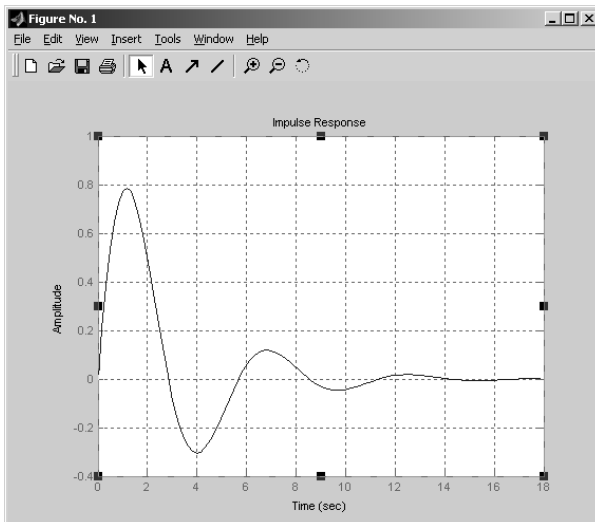 Figure No. 1
File Edit View Insert Tools Window Help
A
Impulse Response
1
0.8
0.6
0.4
0.2
0
-0.2
-0.4
Amplitude
0 2 4 6 8 10 12 14 16 18
Time (sec)